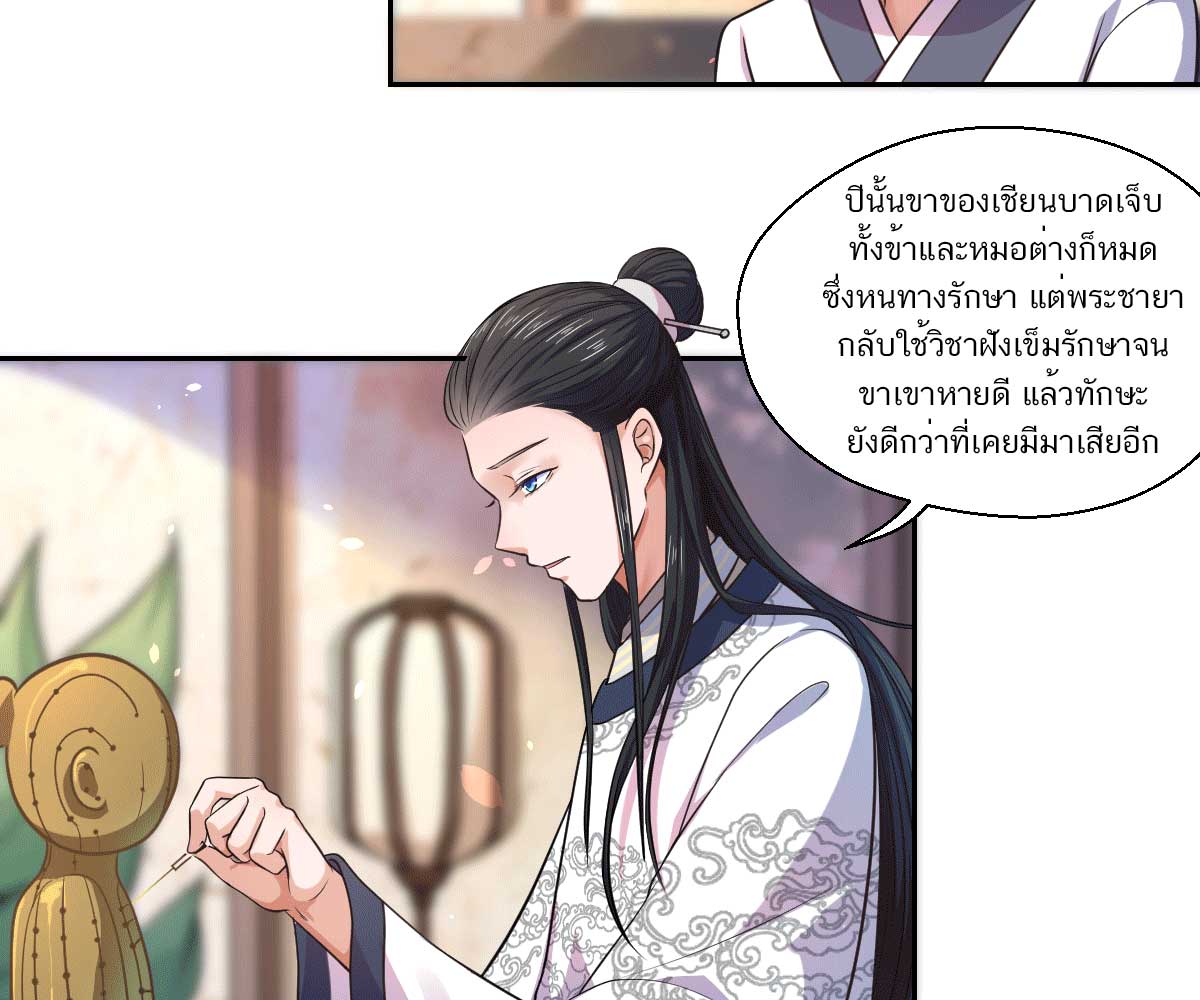 ปีนั้นขาของเชียนบาดเจ็บ
ทั้งข้าและหมอต่างก็หมด
ซึ่งหนทางรักษา แต่พระชายา
กลับใช้วิชาฝังเข็มรักษาจน
ขาเขาหายดี แล้วทักษะ
ยังดีกว่าที่เคยมีมาเสียอีก